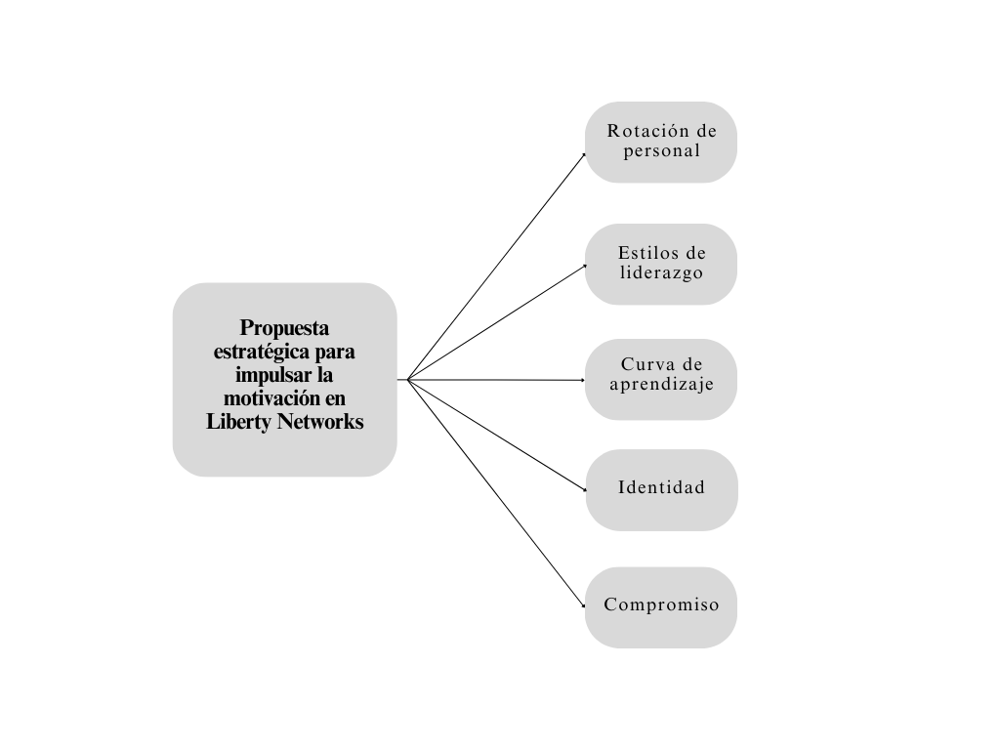 Propuesta
estratégica para
impulsar la
motivación en
Liberty Networks
Rotación de
personal
Estilos de
liderazgo
Curva de
aprendizaje
Identidad
Compromiso